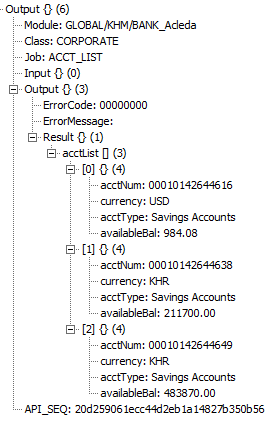 Output {} (6)
Module: GLOBAL/KHM/BANK_Acleda
Class: CORPORATE
Job: ACCT_LIST
Input {} (0)
Output {} (3)
ErrorCode: 00000000
ErrorMessage:
Result {} (1)
acctList [] (3)
[0] {} (4)
acctNum: 00010142644616
currency: USD
acctType: Savings Accounts
availableBal: 984.08
[1] {} (4)
acctNum: 00010142644638
currency: KHR
acctType: Savings Accounts
availableBal: 211700.00
[2] {} (4)
acctNum: 00010142644649
currency: KHR
acctType: Savings Accounts
availableBal: 483870.00
API_SEQ: 20d259061ecc44d2eb1a14827b350b56